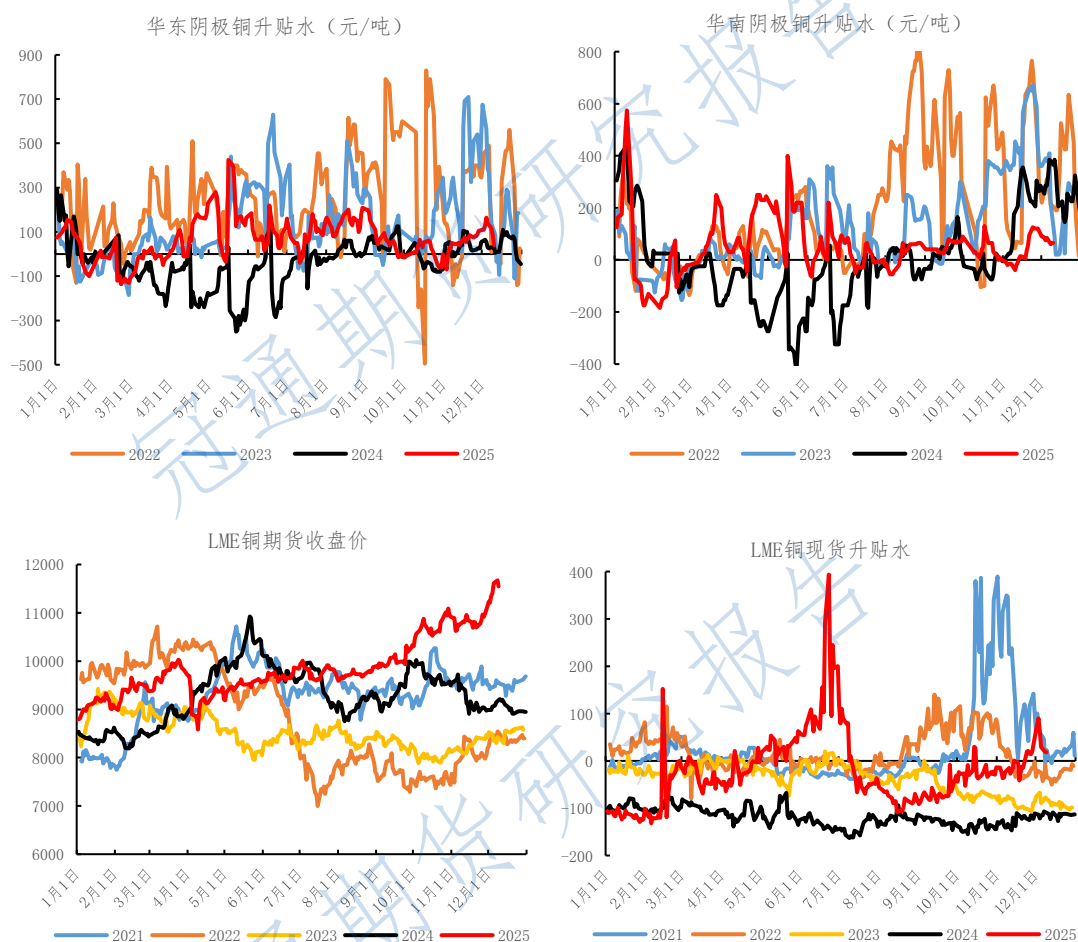 华东阴极铜升贴水（元/吨）
900
700
500
300
100
-100
-300
-500
1月1日
2月1日
3月1日
4月1日
5月1日
6月1日
7月1日
8月1日
9月1日
10月1日
11月1日
12月1日
2022 2023 2024 2025
华南阴极铜升贴水（元/吨）
800
600
400
200
0
-200
-400
1月1日
2月1日
3月1日
4月1日
5月1日
6月1日
7月1日
8月1日
9月1日
10月1日
11月1日
12月1日
2022 2023 2024 2025
LME铜期货收盘价
12000
11000
10000
9000
8000
7000
6000
1月1日
2月1日
3月1日
4月1日
5月1日
6月1日
7月1日
8月1日
9月1日
10月1日
11月1日
12月1日
2021 2022 2023 2024 2025
LME铜现货升贴水
400
300
200
100
0
-100
-200
1月1日
2月1日
3月1日
4月1日
5月1日
6月1日
7月1日
8月1日
9月1日
10月1日
11月1日
12月1日
2021 2022 2023 2024 2025
冠通期货研究报告
通期货研究报告